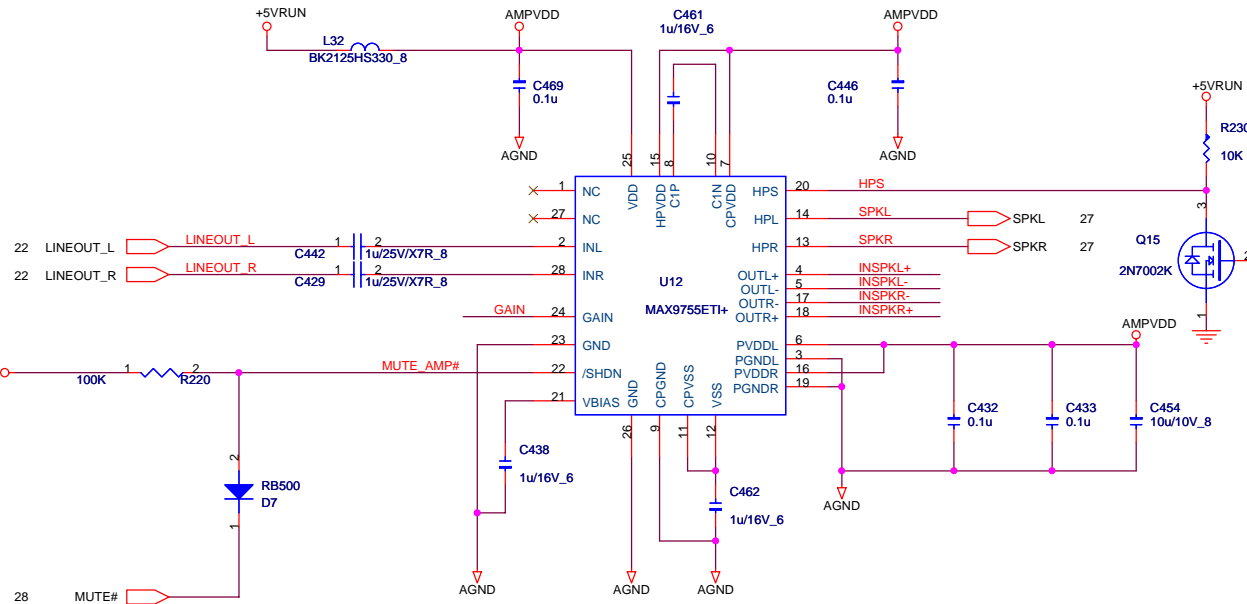 +5VRUN
AMPVDD
C461
1u/16V_6
AMPVDD
L32
BK2125HS330_8
C469
0.1u
C446
0.1u
+5VRUN
R230
10K
AGND
AGND
25
15
8
10
7
VDD
HPVDD
C1P
C1N
CPVDD
1
NC
27
NC
HPS
20
HPS
3
HPL
14
SPKL
SPKL
27
HPR
13
SPKR
SPKR
27
Q15
2N7002K
2
1
22
LINEOUT_L
LINEOUT_L
1
2
2
INL
C442
1u/25V/X7R_8
22
LINEOUT_R
LINEOUT_R
1
2
28
INR
C429
1u/25V/X7R_8
U12
MAX9755ETI+
OUTL+
4
INSPKL+
OUTL-
5
INSPKL-
OUTR-
17
INSPKR-
OUTR+
18
INSPKR+
GAIN
24
GAIN
23
GND
AMPVDD
PVDDL
6
PGNDL
3
PVDDR
16
PGNDR
19
100K
1
2
R220
MUTE_AMP#
22
/SHDN
21
VBIAS
GND
CPGND
CPVSS
VSS
26
9
11
12
C432
0.1u
C433
0.1u
C454
10u/10V_8
C438
1u/16V_6
2
RB500
D7
1
C462
1u/16V_6
AGND
AGND
AGND
AGND
28
MUTE#